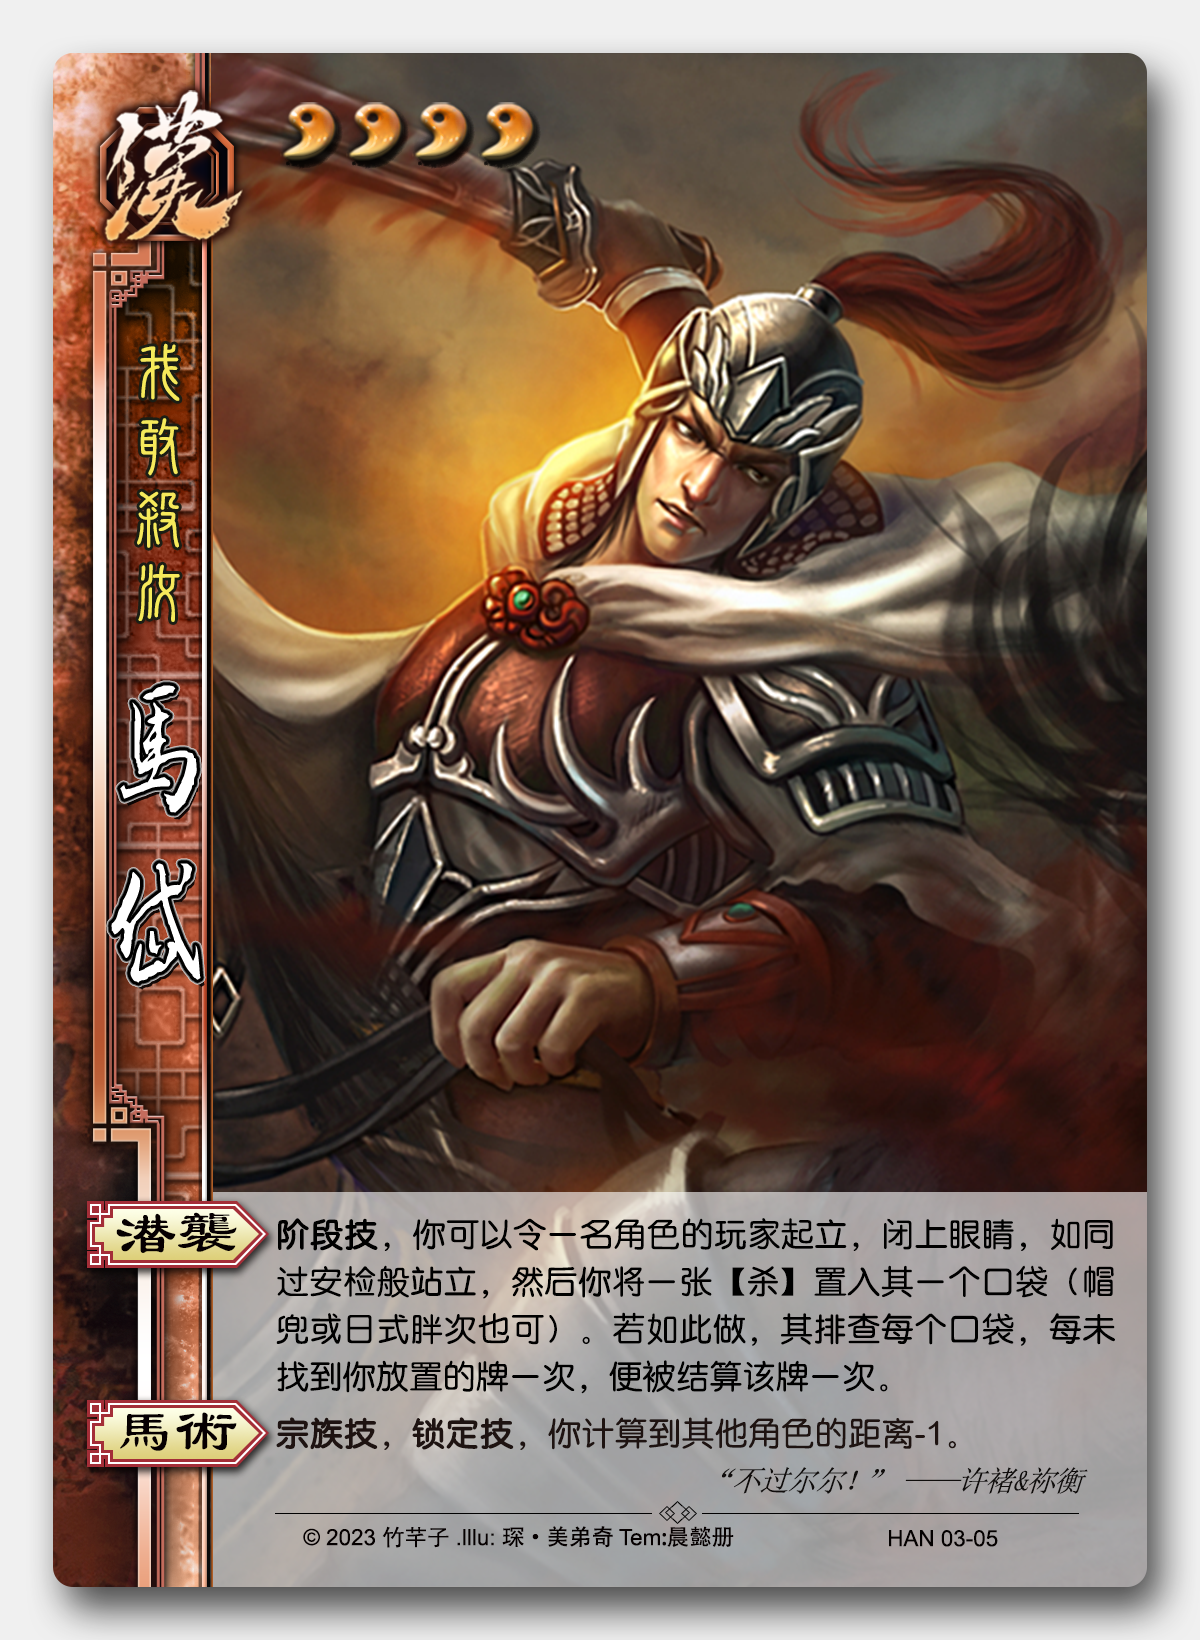 漢
我敢殺汝
馬岱
潛襲
阶段技，你可以令一名角色的玩家起立，闭上眼睛，如同
过安检般站立，然后你将一张【杀】置入其一个口袋（帽
兜或日式胖次也可）。若如此做，其排查每个口袋，每未
找到你放置的牌一次，便被结算该牌一次。
馬術
宗族技，锁定技，你计算到其他角色的距离-1。
“不过尔尔！” ——许褚&祢衡
© 2023 竹芊子 .Illu: 琛·美弟奇 Tem:晨懿册
HAN 03-05